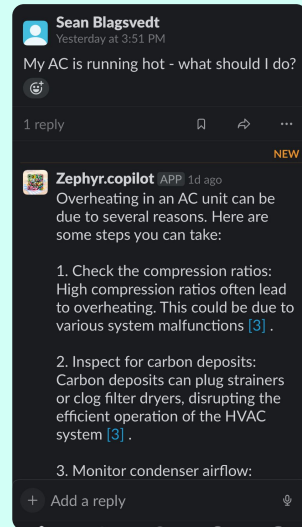 Sean Blagsvedt
Yesterday at 3:51 PM
My AC is running hot - what should I do?
1 reply
NEW
Zephyr.copilot APP 1d ago
Overheating in an AC unit can be
due to several reasons. Here are
some steps you can take:
1. Check the compression ratios:
High compression ratios often lead
to overheating. This could be due to
various system malfunctions [3] .
2. Inspect for carbon deposits:
Carbon deposits can plug strainers
or clog filter dryers, disrupting the
efficient operation of the HVAC
system [3] .
3. Monitor condenser airflow:
+ Add a reply